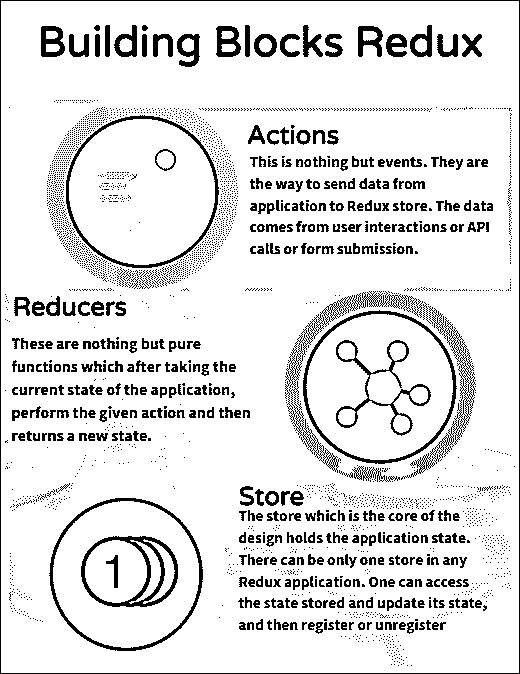 Building Blocks Redux
Actions
This is nothing but events. They are
the way to send data from
application to Redux store. The data
comes from user interactions or API
calls or form submission.
Reducers
These are nothing but pure
functions which after taking the
current state of the application,
perform the given action and then
returns a new state.
Store
The store which is the core of the
design holds the application state.
There can be only one store in any
Redux application. One can access
the state stored and update its state,
and then register or unregister
1